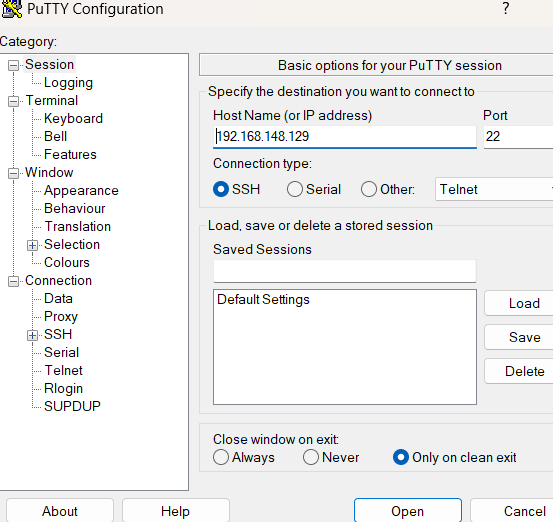 PuTTY Configuration ?
Category:
Session
Logging
Terminal
Keyboard
Bell
Features
Window
Appearance
Behaviour
Translation
Selection
Colours
Connection
Data
Proxy
SSH
Serial
Telnet
Rlogin
SUPDUP
Basic options for your PuTTY session
Specify the destination you want to connect to
Host Name (or IP address) Port
192.168.148.129 22
Connection type:
SSH Serial Other: Telnet
Load, save or delete a stored session
Saved Sessions
Default Settings
Load
Save
Delete
Close window on exit:
Always Never Only on clean exit
About Help Open Cancel